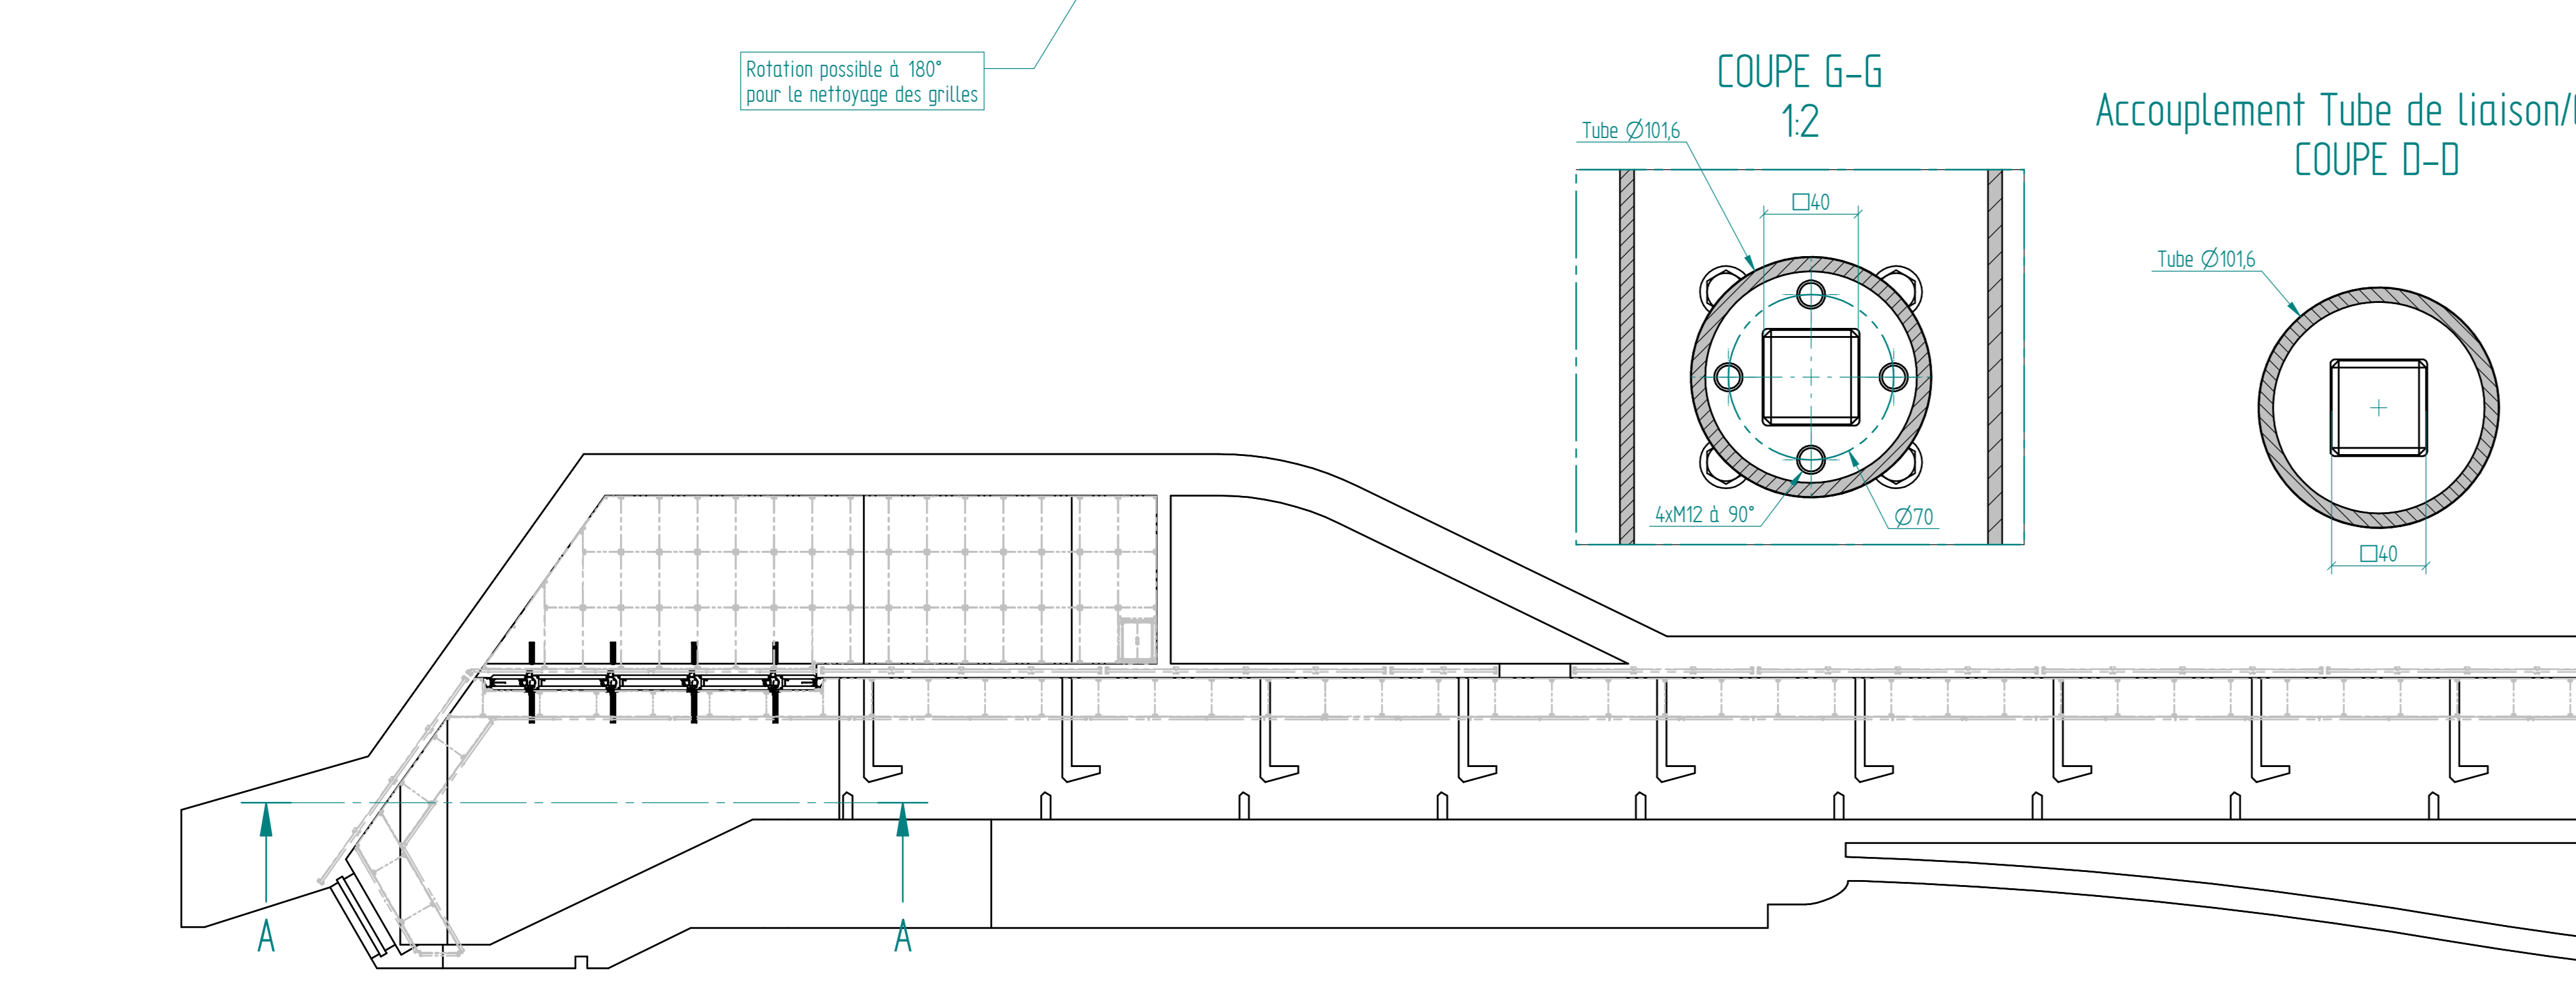 Rotation possible à 180°
pour le nettoyage des grilles
COUPE G-G
1:2
Tube Ø101,6
□40
4xM12 à 90°
Ø70
Accouplement Tube de liaison/
COUPE D-D
Tube Ø101,6
□40
A
A